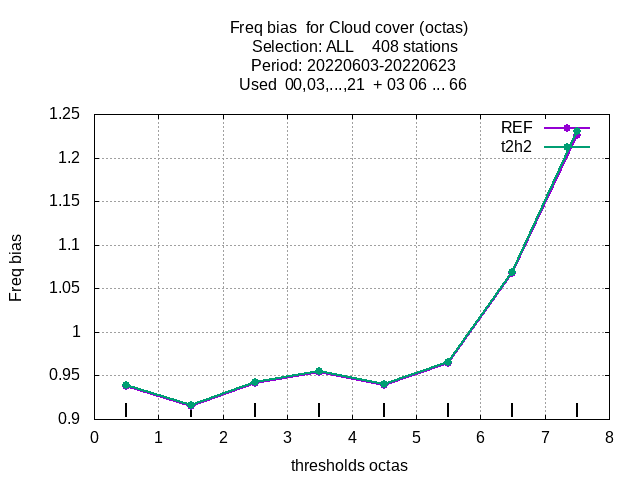 Freq bias  for Cloud cover (octas)
Selection: ALL    408 stations
Period: 20220603-20220623
Used  00,03,...,21  + 03 06 ... 66
REF
t2h2
1.25
1.2
1.15
1.1
1.05
1
0.95
0.9
Freq bias
0 1 2 3 4 5 6 7 8
thresholds octas